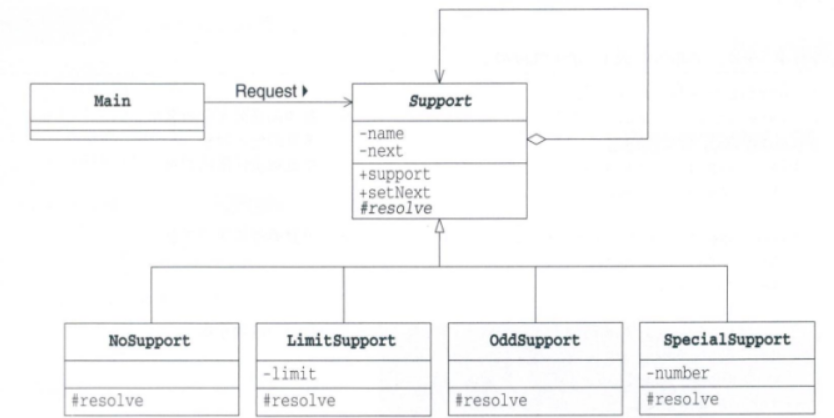 Main
Request
Support
-name
-next
+support
+setNext
#resolve
NoSupport
#resolve
LimitSupport
-limit
#resolve
OddSupport
#resolve
SpecialSupport
-number
#resolve